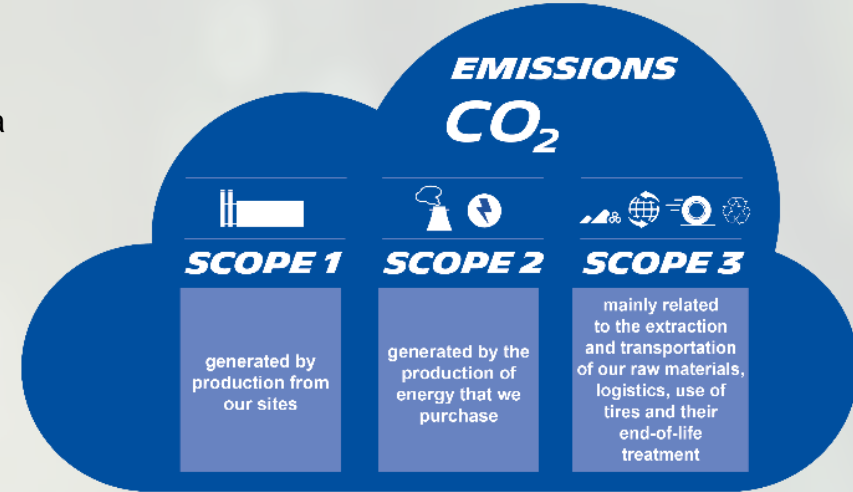 a
EMISSIONS
CO₂
SCOPE 1
generated by
production from
our sites
SCOPE 2
generated by the
production of
energy that we
purchase
SCOPE 3
mainly related
to the extraction
and transportation
of our raw materials,
logistics, use of
tires and their
end-of-life
treatment